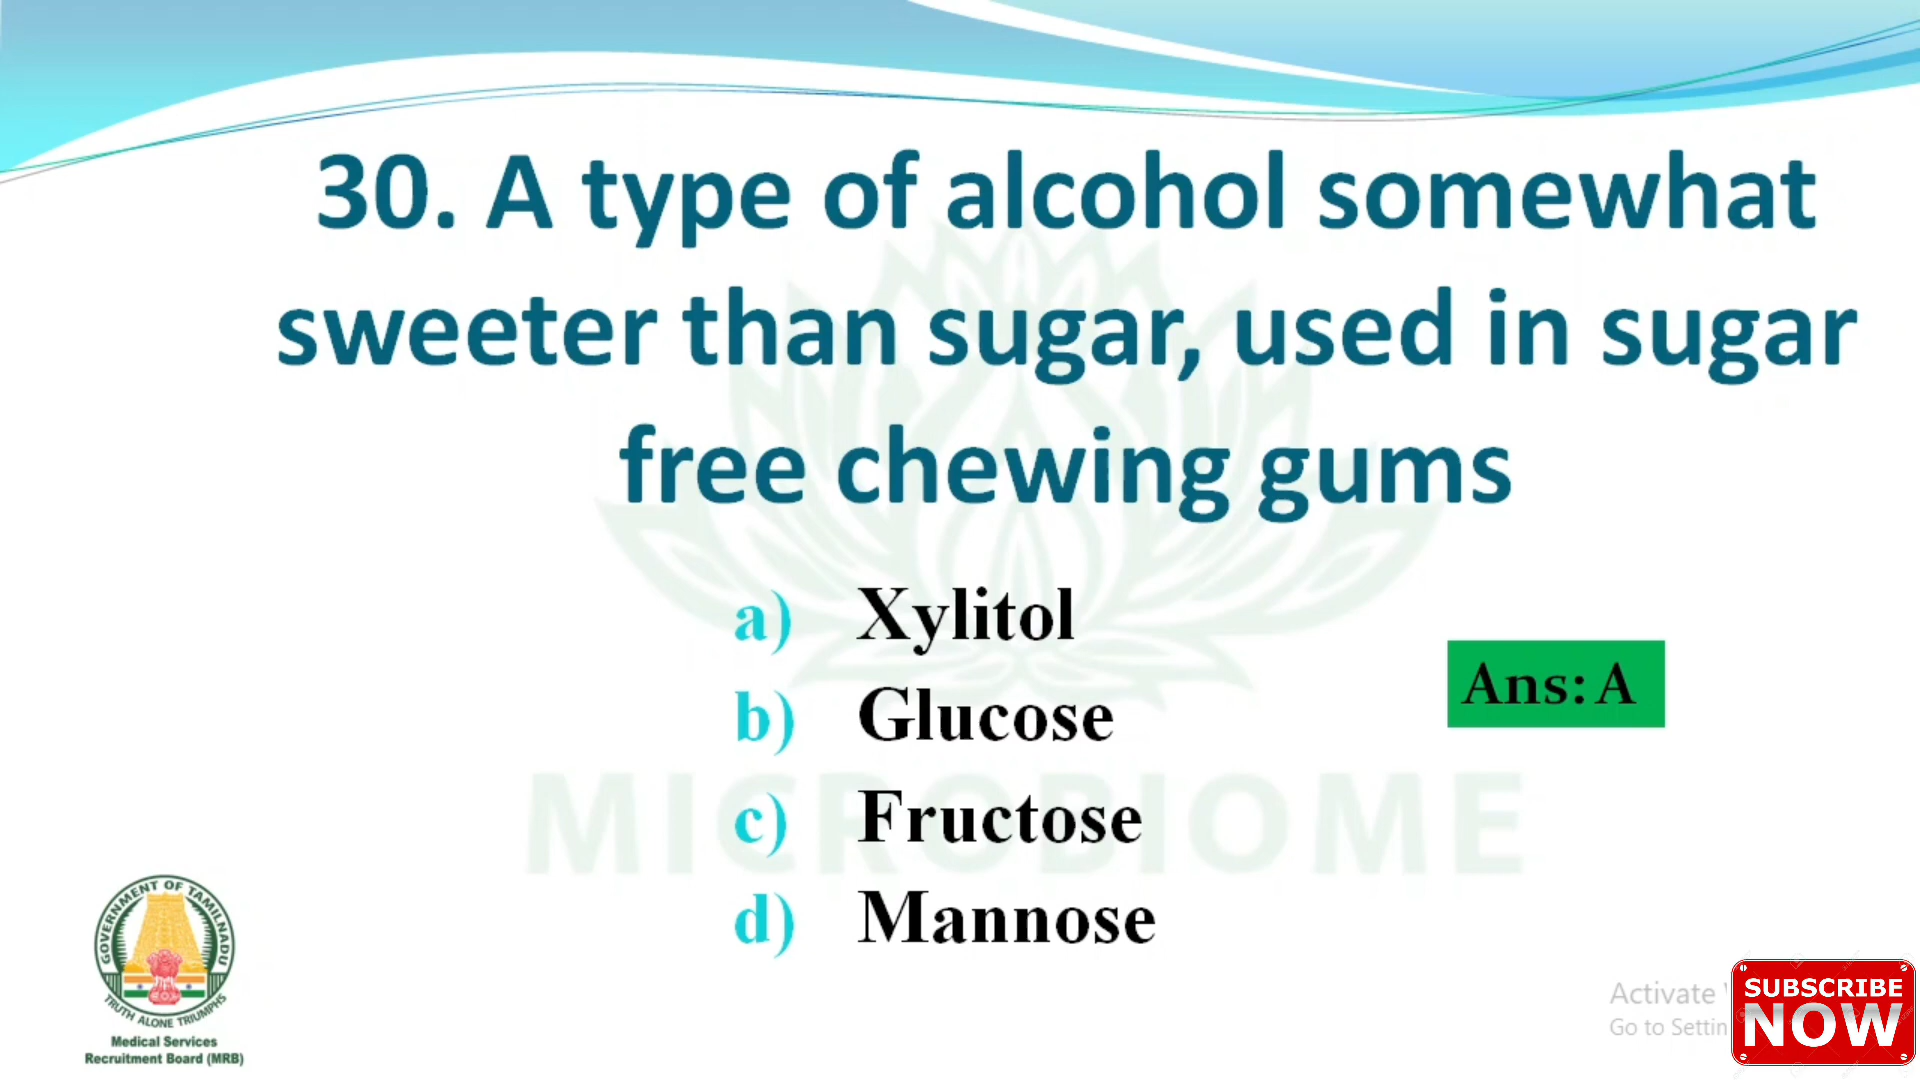 30. A type of alcohol somewhat
sweeter than sugar, used in sugar
free chewing gums
a) Xylitol
b) Glucose
c) Fructose
d) Mannose
Ans: A
MICROBIOME
GOVERNMENT OF TAMILNADU
TRUTH ALONE TRIUMPHS
Medical Services
Recruitment Board (MRB)
Activate
Go to Settin
SUBSCRIBE
NOW